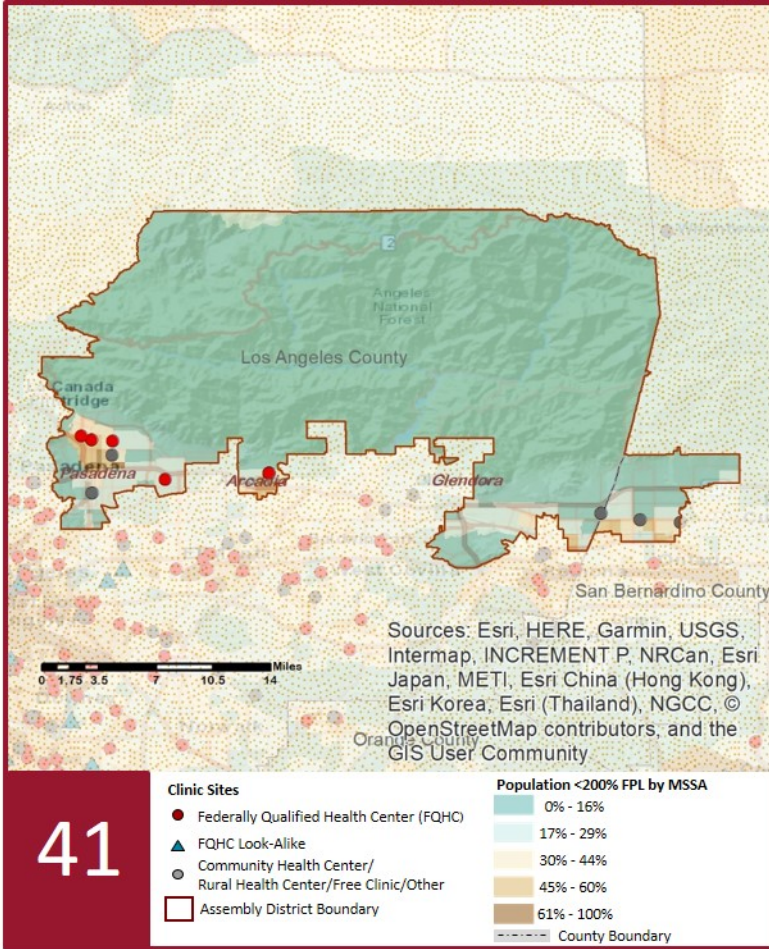 2
Angeles
National
Forest
Los Angeles County
Canada
Pasadena
Arcadia
Glendora
San Bernardino County
Sources: Esri, HERE, Garmin, USGS,
Intermap, INCREMENT P, NRCan, Esri
Japan, METI, Esri China (Hong Kong),
Esri Korea, Esri (Thailand), NGCC, ©
OpenStreetMap contributors, and the
GIS User Community
Orange County
Miles
0 1.75 3.5 7 10.5 14
41
Clinic Sites
Federally Qualified Health Center (FQHC)
FQHC Look-Alike
Community Health Center/
Rural Health Center/Free Clinic/Other
Assembly District Boundary
Population <200% FPL by MSSA
0% - 16%
17% - 29%
30% - 44%
45% - 60%
61% - 100%
County Boundary